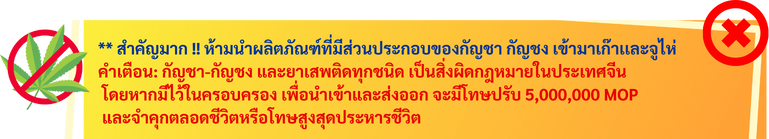 ** สำคัญมาก !! ห้ามนำผลิตภัณฑ์ที่มีส่วนประกอบของกัญชา กัญชง เข้ามาเก๊าและจูไห่
คำเตือน: กัญชา-กัญชง และยาเสพติดทุกชนิด เป็นสิ่งผิดกฎหมายในประเทศจีน
โดยหากมีไว้ในครอบครอง เพื่อนำเข้าและส่งออก จะมีโทษปรับ 5,000,000 MOP
และจำคุกตลอดชีวิตหรือโทษสูงสุดประหารชีวิต